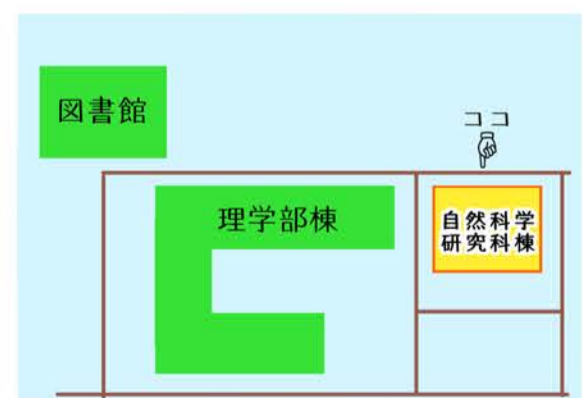 図書館
ココ
理学部棟
自然科学
研究科棟